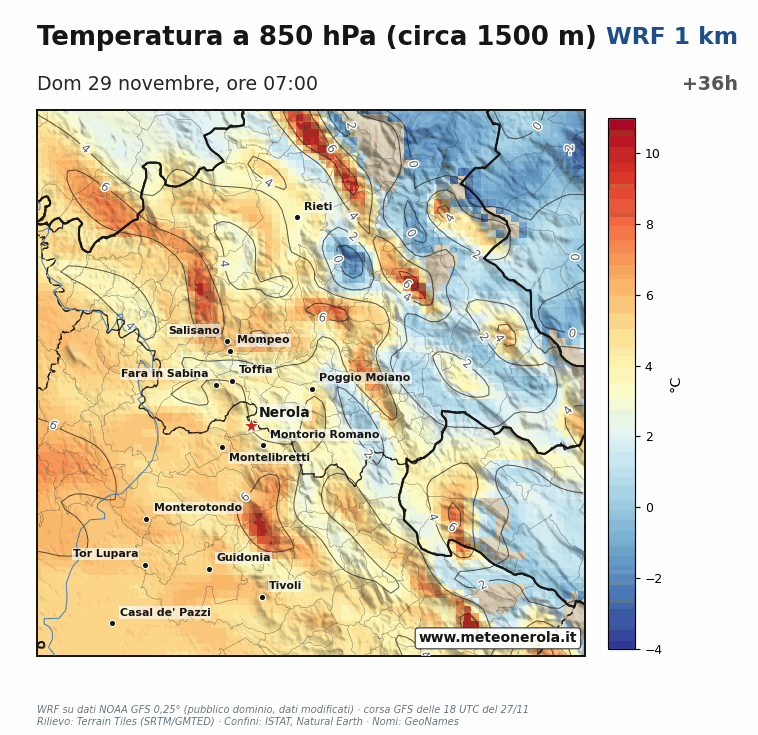 Temperatura a 850 hPa (circa 1500 m) WRF 1 km
Dom 29 novembre, ore 07:00 +36h
Rieti
Salisano
Mompeo
Fara in Sabina
Toffia
Poggio Moiano
Nerola
Montorio Romano
Montelibretti
Monterotondo
Tor Lupara
Guidonia
Tivoli
Casal de' Pazzi
www.meteonerola.it
10
8
6
4
2
0
−2
−4
°C
WRF su dati NOAA GFS 0,25° (pubblico dominio, dati modificati) · corsa GFS delle 18 UTC del 27/11
Rilievo: Terrain Tiles (SRTM/GMTED) · Confini: ISTAT, Natural Earth · Nomi: GeoNames